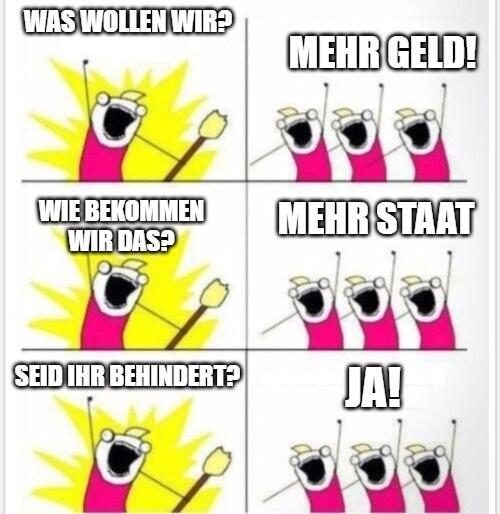 WAS WOLLEN WIR?
MEHR GELD!
WIE BEKOMMEN
WIR DAS?
MEHR STAAT
SEID IHR BEHINDERT?
JA!